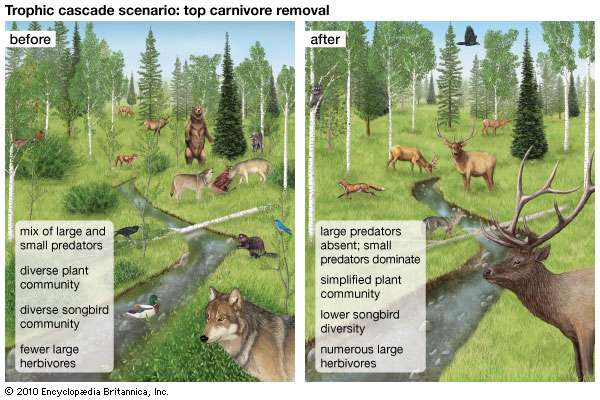 Trophic cascade scenario: top carnivore removal
before
mix of large and
small predators
diverse plant
community
diverse songbird
community
fewer large
herbivores
after
large predators
absent; small
predators dominate
simplified plant
community
lower songbird
diversity
numerous large
herbivores
© 2010 Encyclopædia Britannica, Inc.